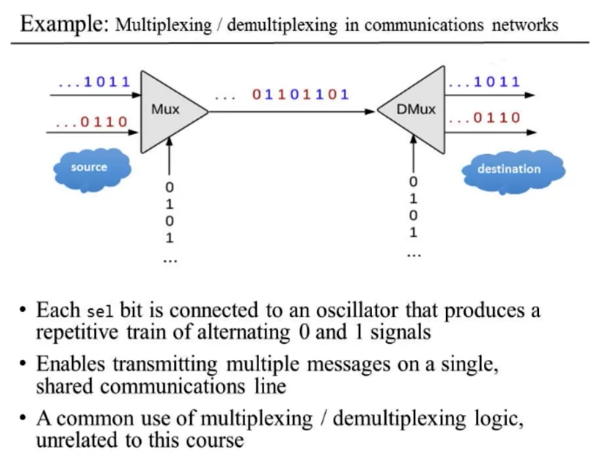 Example: Multiplexing / demultiplexing in communications networks
...1011
...0110
source
Mux
0
1
0
1
...
... 01101101
DMux
0
1
0
1
...
...1011
...0110
destination
• Each sel bit is connected to an oscillator that produces a
repetitive train of alternating 0 and 1 signals
• Enables transmitting multiple messages on a single,
shared communications line
• A common use of multiplexing / demultiplexing logic,
unrelated to this course